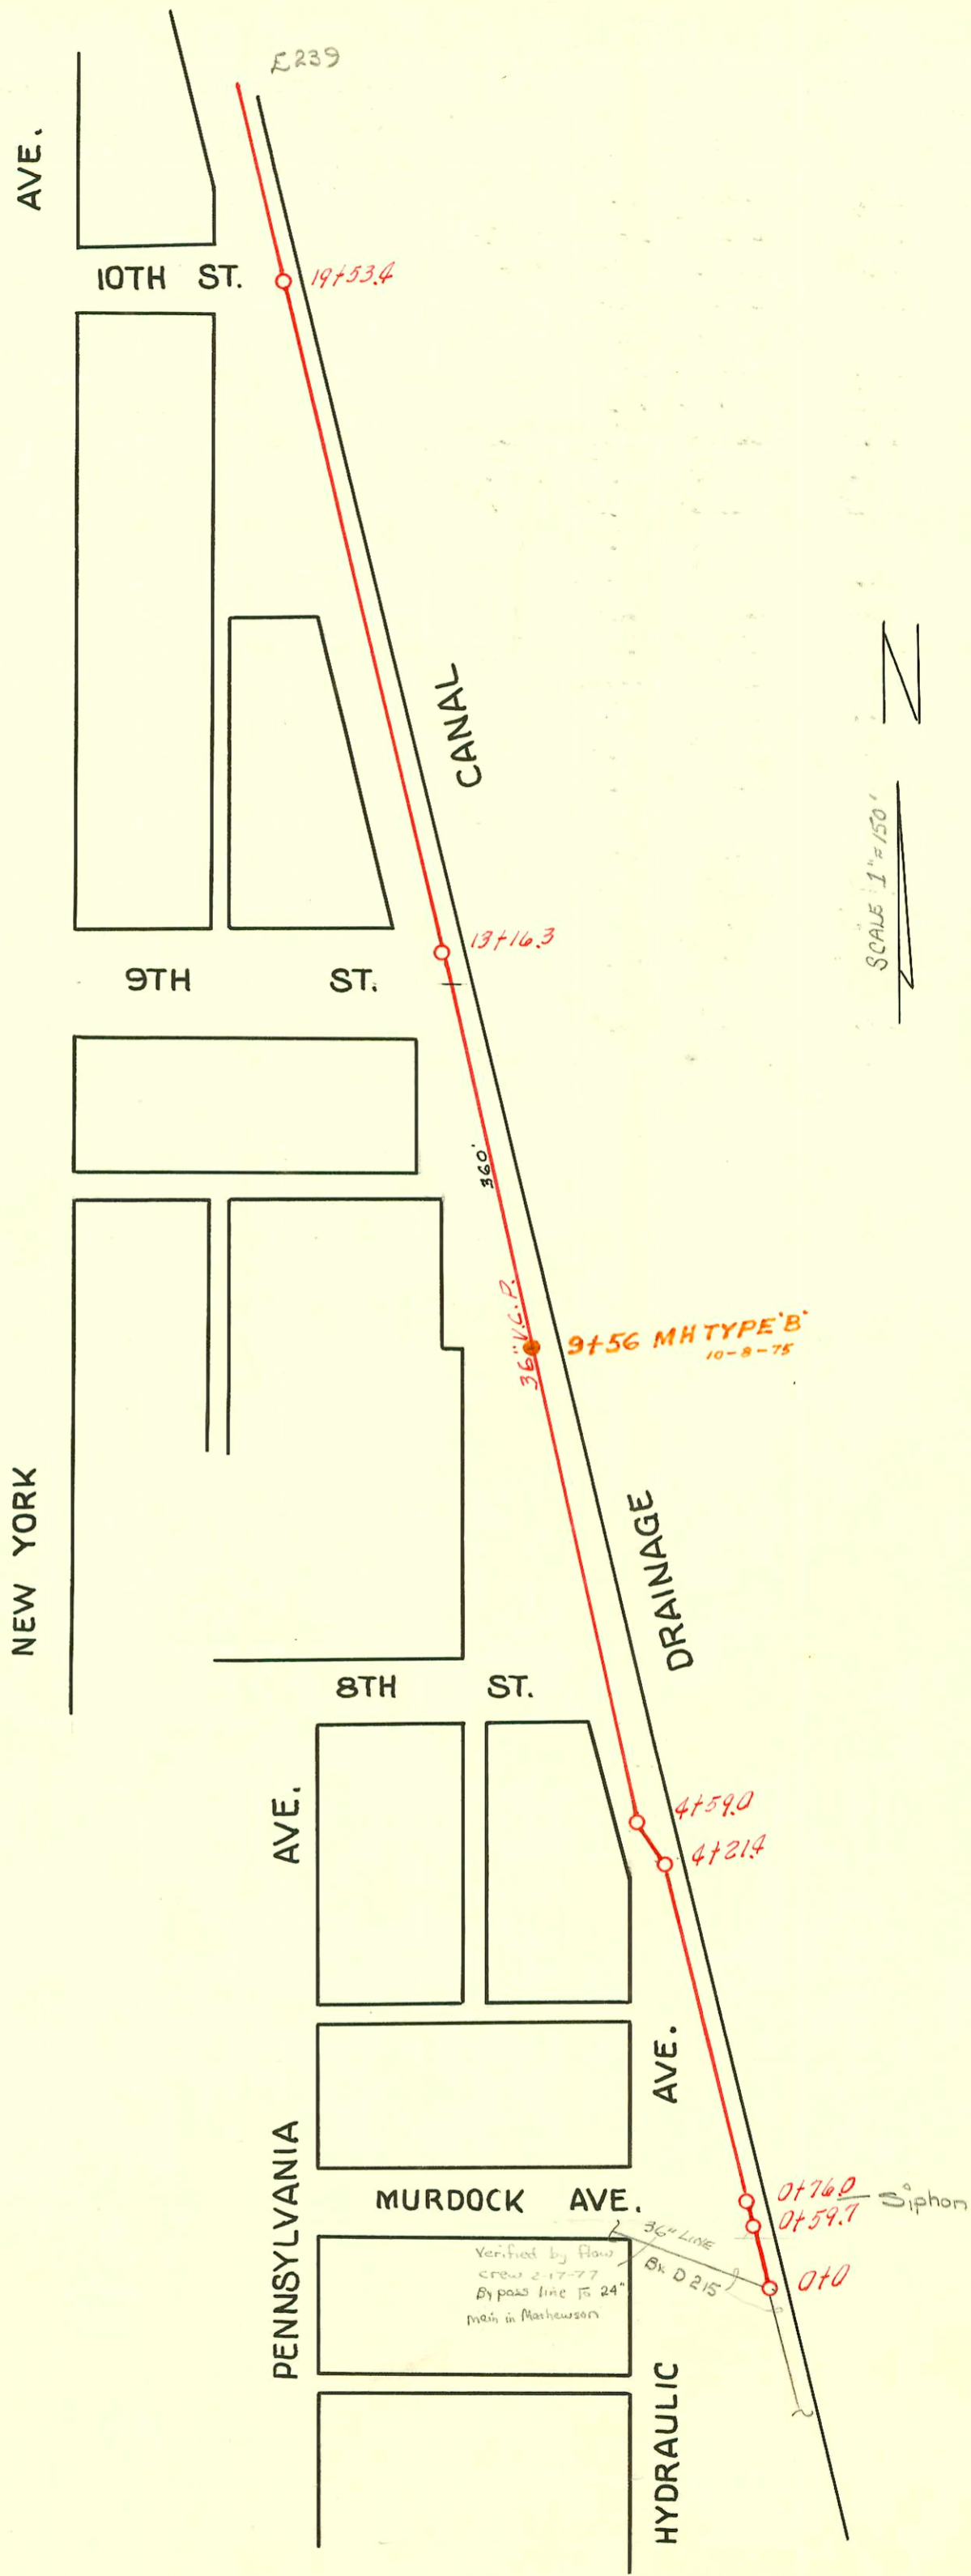 E239
AVE.
10TH ST.
19+53.4
CANAL
N
SCALE 1"=150'
13+16.3
9TH ST.
360'
36" V.C.P.
9+56 MH TYPE 'B'
10-8-75
NEW YORK
DRAINAGE
8TH ST.
4+59.0
4+21.4
AVE.
AVE.
PENNSYLVANIA
MURDOCK AVE.
0+76.0 Siphon
0+59.7
0+0
36" LINE
Bk D 215
Verified by flow
crew 2-17-77
By pass line To 24"
main in Mathewson
HYDRAULIC